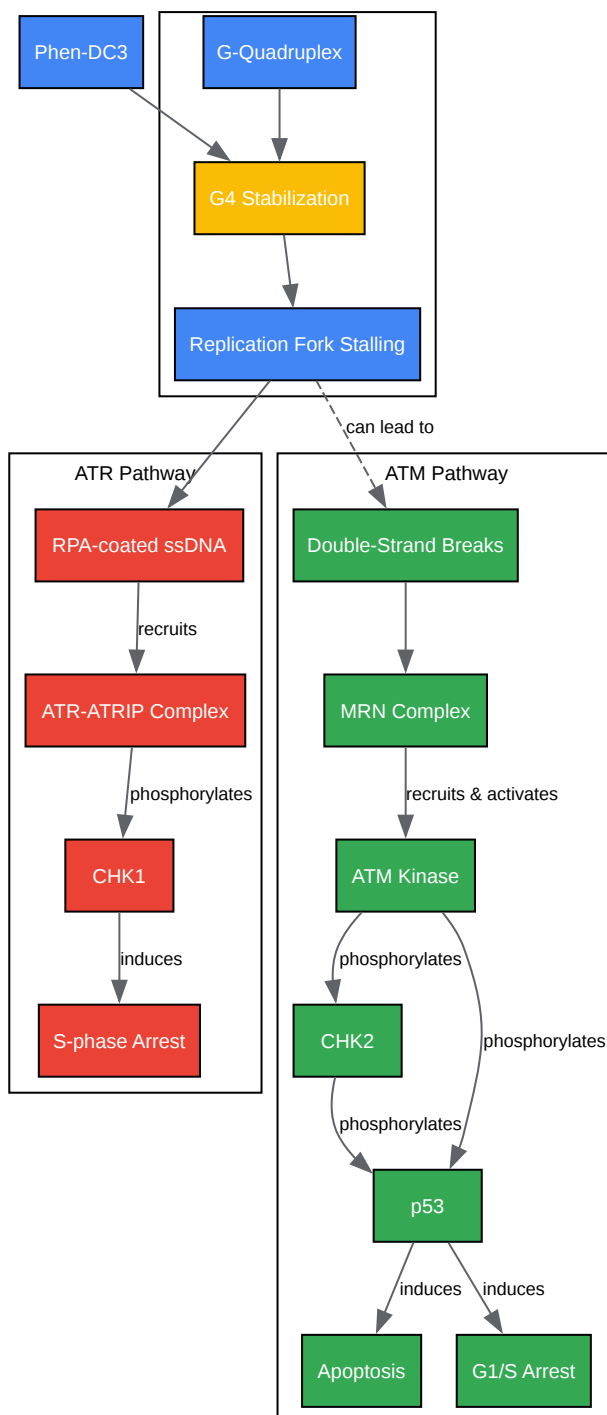 Phen-DC3
G-Quadruplex
G4 Stabilization
Replication Fork Stalling
can lead to
ATR Pathway
RPA-coated ssDNA
recruits
ATR-ATRIP Complex
phosphorylates
CHK1
induces
S-phase Arrest
ATM Pathway
Double-Strand Breaks
MRN Complex
recruits & activates
ATM Kinase
phosphorylates
phosphorylates
CHK2
phosphorylates
p53
induces
induces
Apoptosis
G1/S Arrest